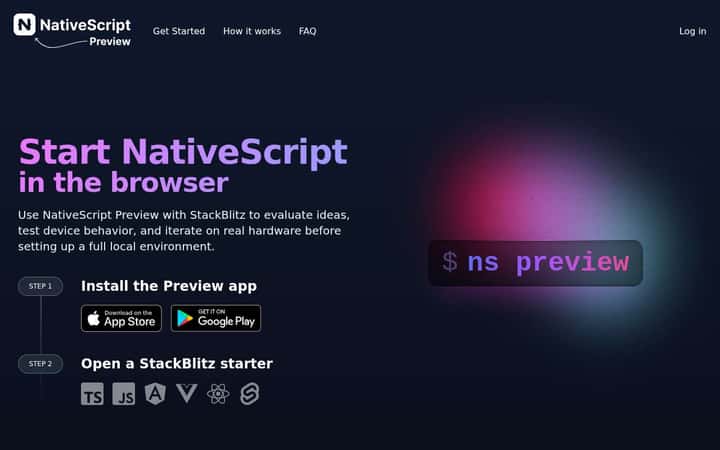 NativeScript
Preview
Get Started
How it works
FAQ
Log in
Start NativeScript
in the browser
Use NativeScript Preview with StackBlitz to evaluate ideas,
test device behavior, and iterate on real hardware before
setting up a full local environment.
$ ns preview
STEP 1
Install the Preview app
Download on the
App Store
GET IT ON
Google Play
STEP 2
Open a StackBlitz starter
TS
JS